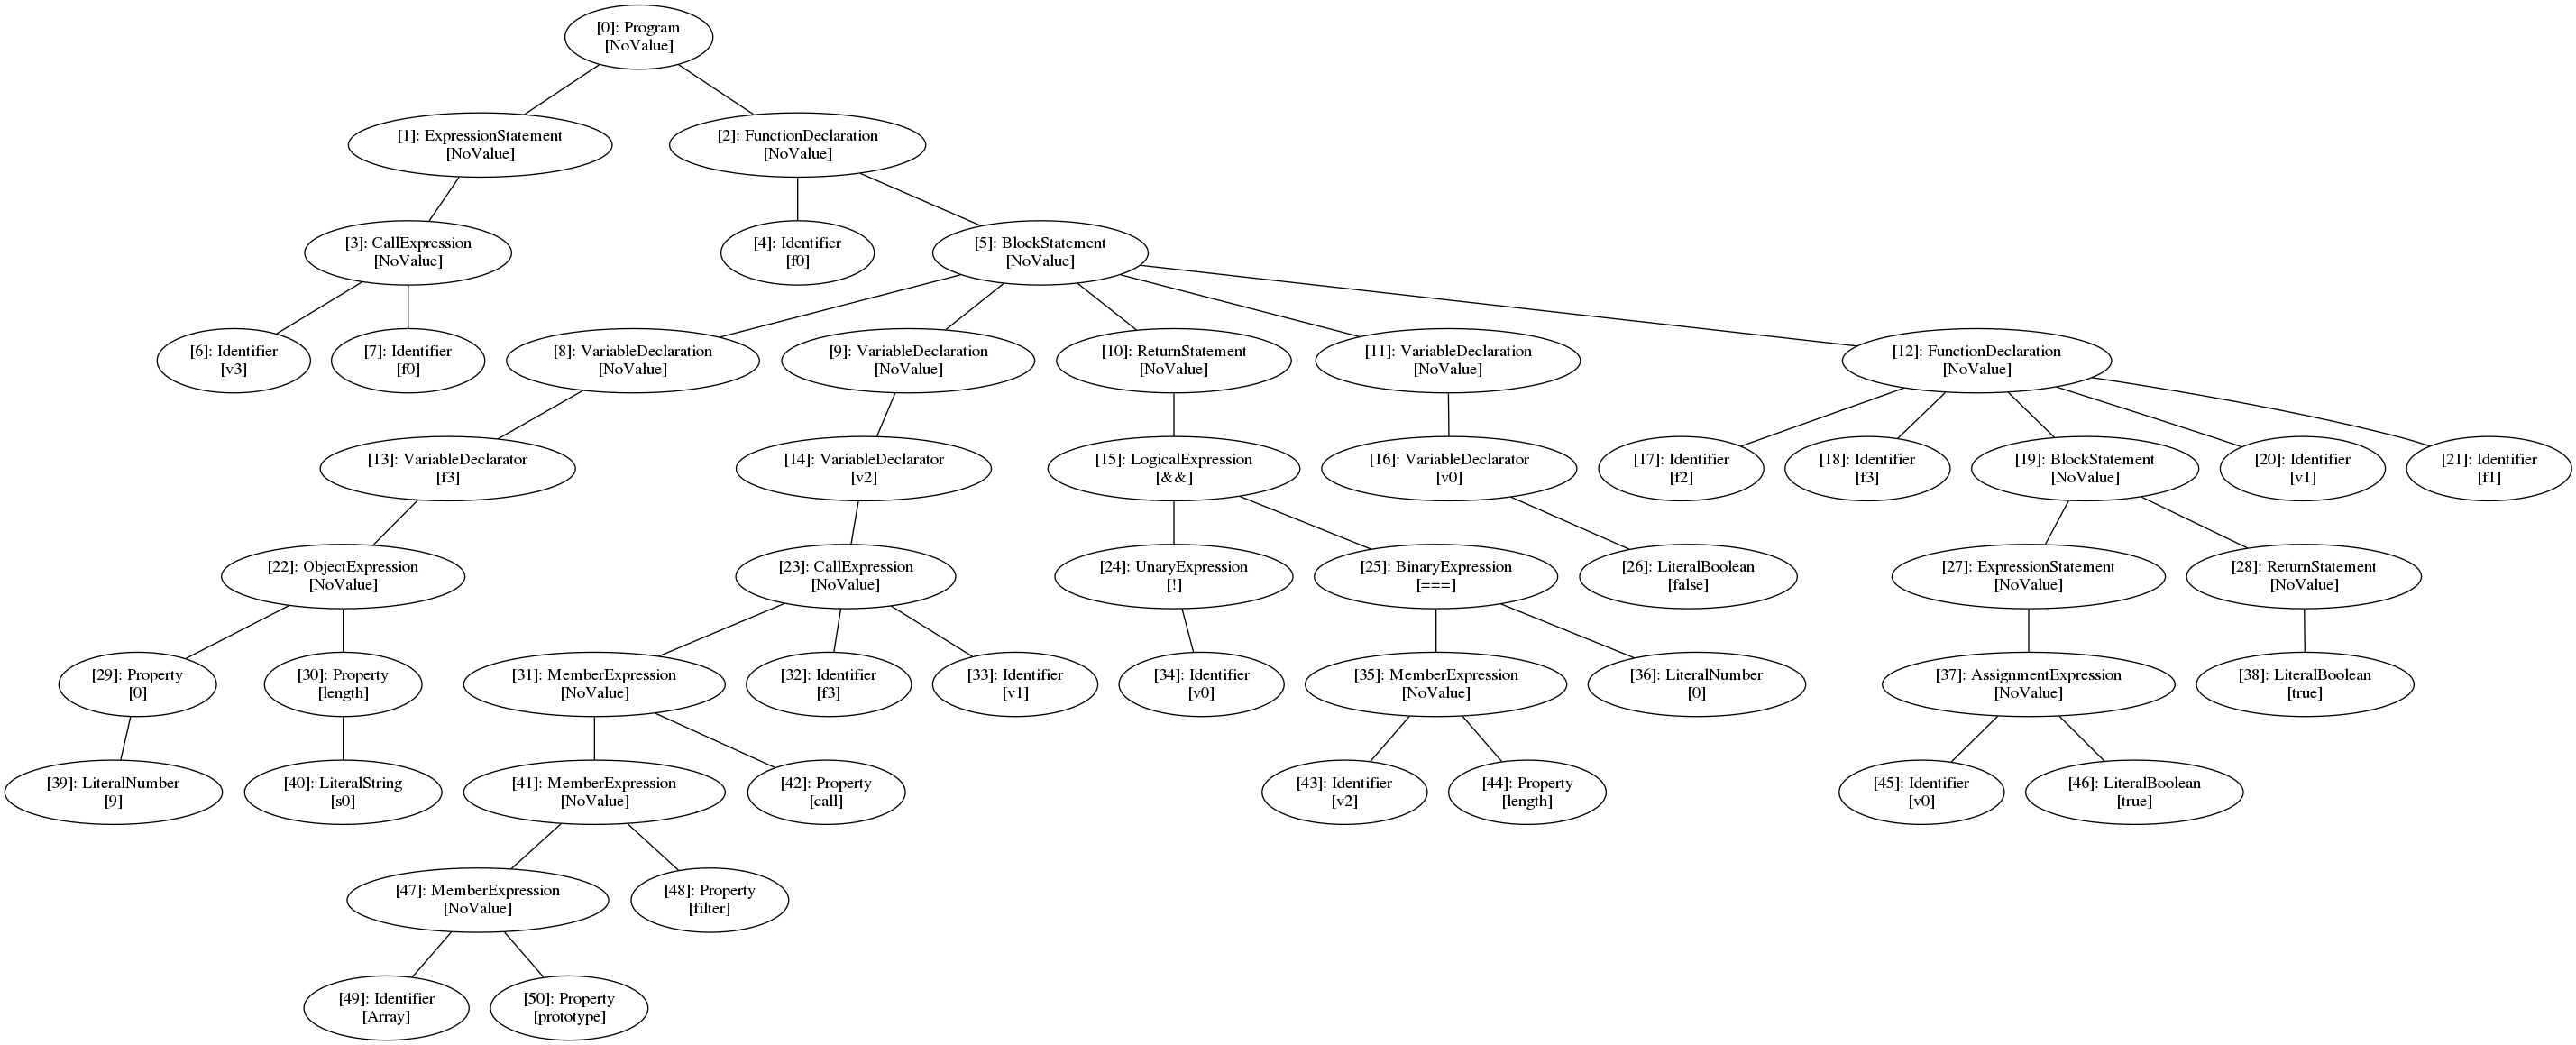 [0]: Program
[NoValue]
[1]: ExpressionStatement
[NoValue]
[2]: FunctionDeclaration
[NoValue]
[3]: CallExpression
[NoValue]
[4]: Identifier
[f0]
[5]: BlockStatement
[NoValue]
[6]: Identifier
[v3]
[7]: Identifier
[f0]
[8]: VariableDeclaration
[NoValue]
[9]: VariableDeclaration
[NoValue]
[10]: ReturnStatement
[NoValue]
[11]: VariableDeclaration
[NoValue]
[12]: FunctionDeclaration
[NoValue]
[13]: VariableDeclarator
[f3]
[14]: VariableDeclarator
[v2]
[15]: LogicalExpression
[&&]
[16]: VariableDeclarator
[v0]
[17]: Identifier
[f2]
[18]: Identifier
[f3]
[19]: BlockStatement
[NoValue]
[20]: Identifier
[v1]
[21]: Identifier
[f1]
[22]: ObjectExpression
[NoValue]
[23]: CallExpression
[NoValue]
[24]: UnaryExpression
[!]
[25]: BinaryExpression
[===]
[26]: LiteralBoolean
[false]
[27]: ExpressionStatement
[NoValue]
[28]: ReturnStatement
[NoValue]
[29]: Property
[0]
[30]: Property
[length]
[31]: MemberExpression
[NoValue]
[32]: Identifier
[f3]
[33]: Identifier
[v1]
[34]: Identifier
[v0]
[35]: MemberExpression
[NoValue]
[36]: LiteralNumber
[0]
[37]: AssignmentExpression
[NoValue]
[38]: LiteralBoolean
[true]
[39]: LiteralNumber
[9]
[40]: LiteralString
[s0]
[41]: MemberExpression
[NoValue]
[42]: Property
[call]
[43]: Identifier
[v2]
[44]: Property
[length]
[45]: Identifier
[v0]
[46]: LiteralBoolean
[true]
[47]: MemberExpression
[NoValue]
[48]: Property
[filter]
[49]: Identifier
[Array]
[50]: Property
[prototype]